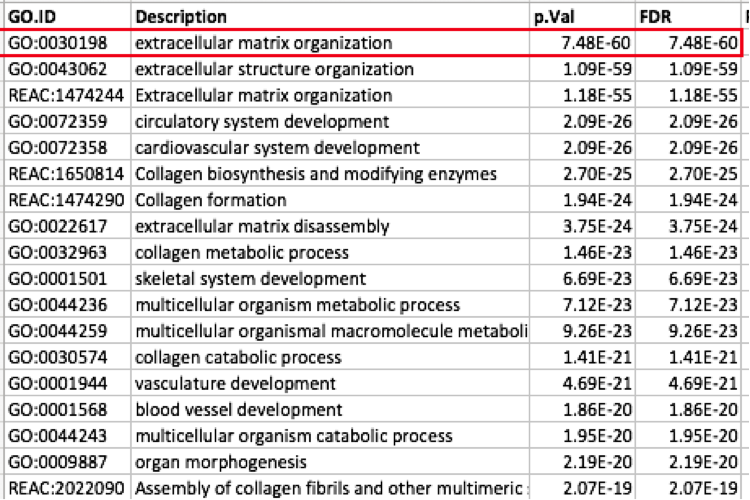 GO.ID Description p.Val FDR
GO:0030198 extracellular matrix organization 7.48E-60 7.48E-60
GO:0043062 extracellular structure organization 1.09E-59 1.09E-59
REAC:1474244 Extracellular matrix organization 1.18E-55 1.18E-55
GO:0072359 circulatory system development 2.09E-26 2.09E-26
GO:0072358 cardiovascular system development 2.09E-26 2.09E-26
REAC:1650814 Collagen biosynthesis and modifying enzymes 2.70E-25 2.70E-25
REAC:1474290 Collagen formation 1.94E-24 1.94E-24
GO:0022617 extracellular matrix disassembly 3.75E-24 3.75E-24
GO:0032963 collagen metabolic process 1.46E-23 1.46E-23
GO:0001501 skeletal system development 6.69E-23 6.69E-23
GO:0044236 multicellular organism metabolic process 7.12E-23 7.12E-23
GO:0044259 multicellular organismal macromolecule metaboli 9.26E-23 9.26E-23
GO:0030574 collagen catabolic process 1.41E-21 1.41E-21
GO:0001944 vasculature development 4.69E-21 4.69E-21
GO:0001568 blood vessel development 1.86E-20 1.86E-20
GO:0044243 multicellular organism catabolic process 1.95E-20 1.95E-20
GO:0009887 organ morphogenesis 2.19E-20 2.19E-20
REAC:2022090 Assembly of collagen fibrils and other multimeric 2.07E-19 2.07E-19